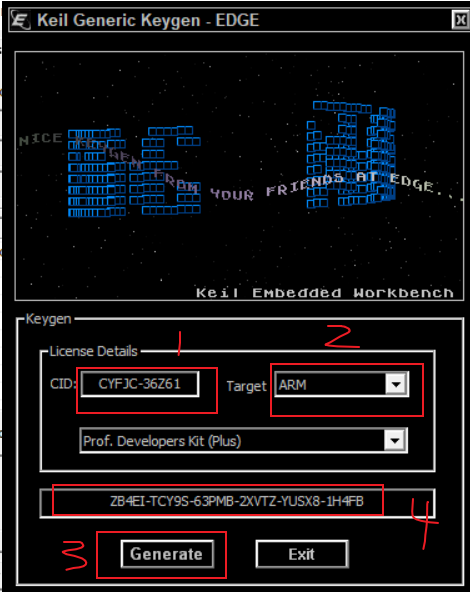 Keil Generic Keygen - EDGE
NICE KEYGEN FROM YOUR FRIENDS AT EDGE...
Keil Embedded Workbench
Keygen
1
2
License Details
CID: CYFJC-36Z61 Target ARM
Prof. Developers Kit (Plus)
ZB4EI-TCY9S-63PMB-2XVTZ-YUSX8-1H4FB
4
3
Generate Exit